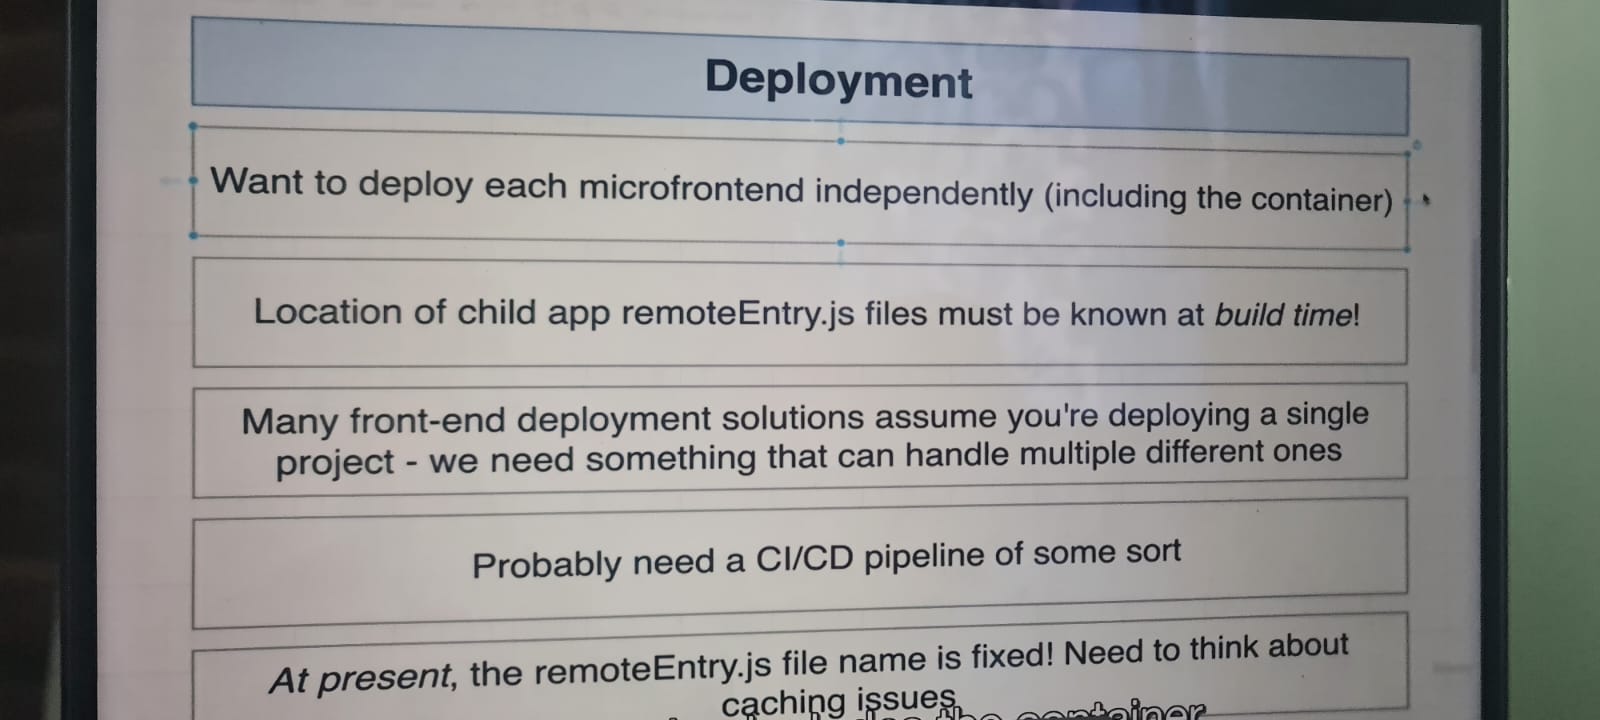 Deployment
Want to deploy each microfrontend independently (including the container)
Location of child app remoteEntry.js files must be known at build time!
Many front-end deployment solutions assume you're deploying a single
project - we need something that can handle multiple different ones
Probably need a CI/CD pipeline of some sort
At present, the remoteEntry.js file name is fixed! Need to think about
caching issues
the container